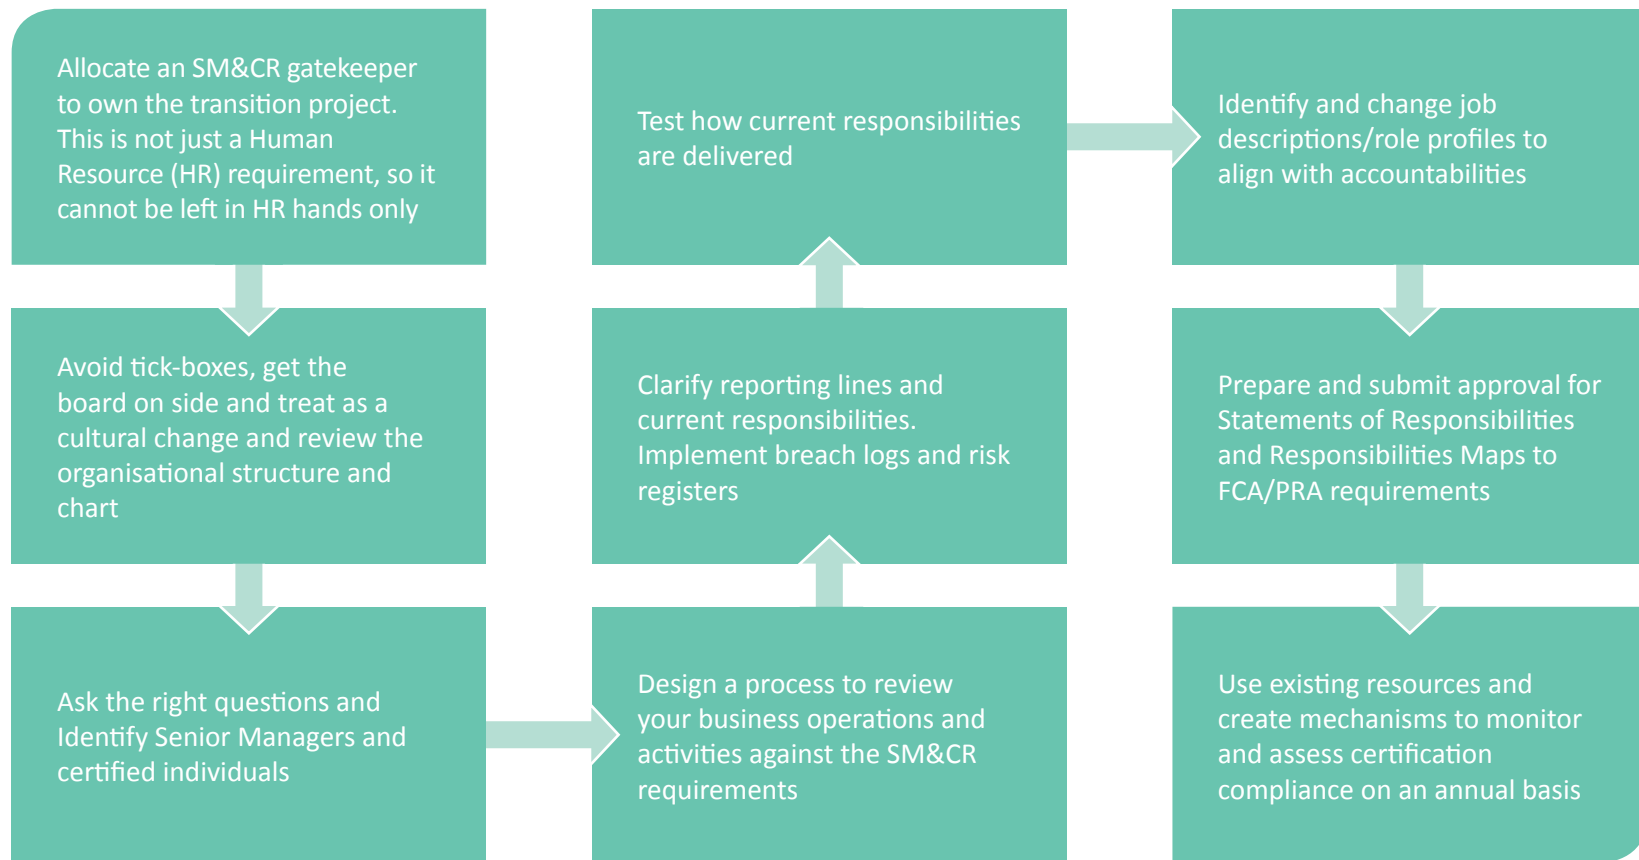 Allocate an SM&CR gatekeeper
to own the transition project.
This is not just a Human
Resource (HR) requirement, so it
cannot be left in HR hands only
Avoid tick-boxes, get the
board on side and treat as a
cultural change and review the
organisational structure and
chart
Ask the right questions and
Identify Senior Managers and
certified individuals
Design a process to review
your business operations and
activities against the SM&CR
requirements
Clarify reporting lines and
current responsibilities.
Implement breach logs and risk
registers
Test how current responsibilities
are delivered
Identify and change job
descriptions/role profiles to
align with accountabilities
Prepare and submit approval for
Statements of Responsibilities
and Responsibilities Maps to
FCA/PRA requirements
Use existing resources and
create mechanisms to monitor
and assess certification
compliance on an annual basis